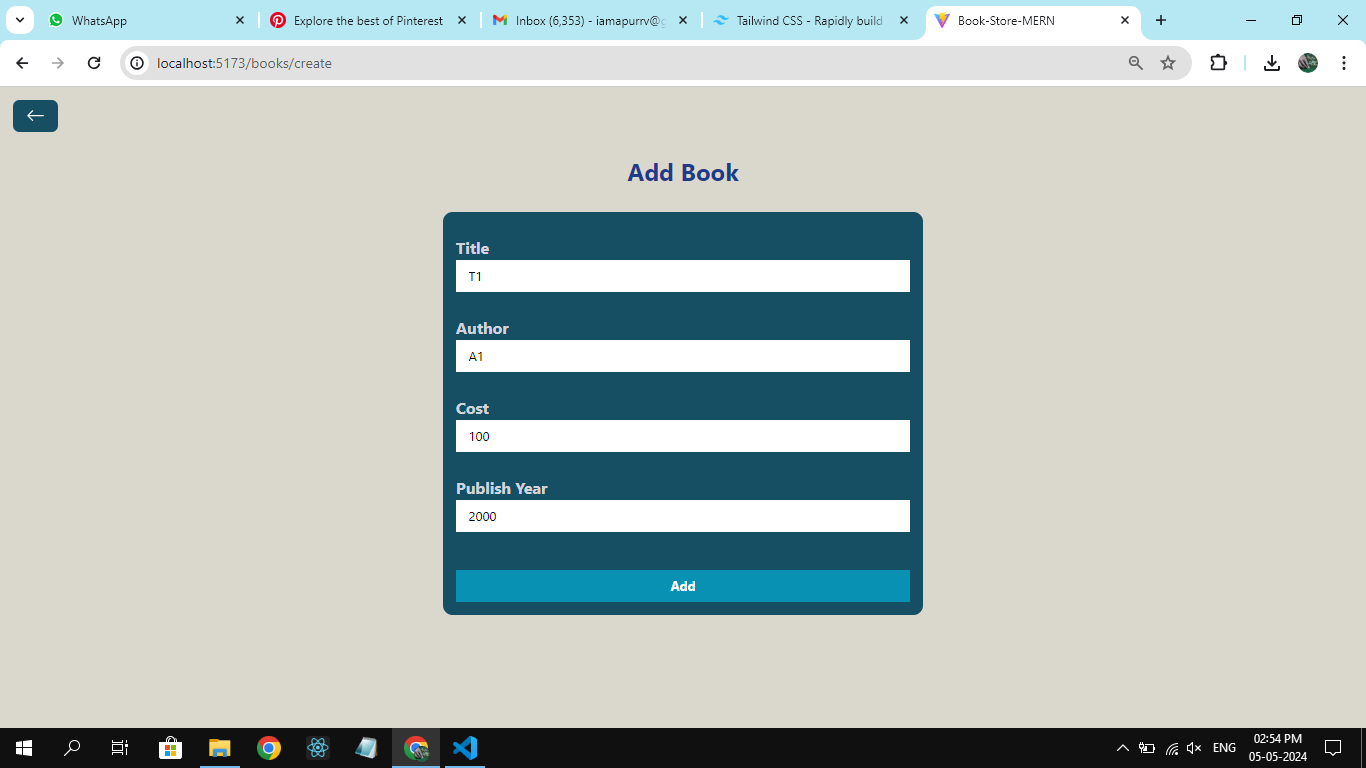 WhatsApp
Explore the best of Pinterest
Inbox (6,353) - iamapurrv@g
Tailwind CSS - Rapidly build
Book-Store-MERN
localhost:5173/books/create
Add Book
Title
T1
Author
A1
Cost
100
Publish Year
2000
Add
ENG
02:54 PM
05-05-2024